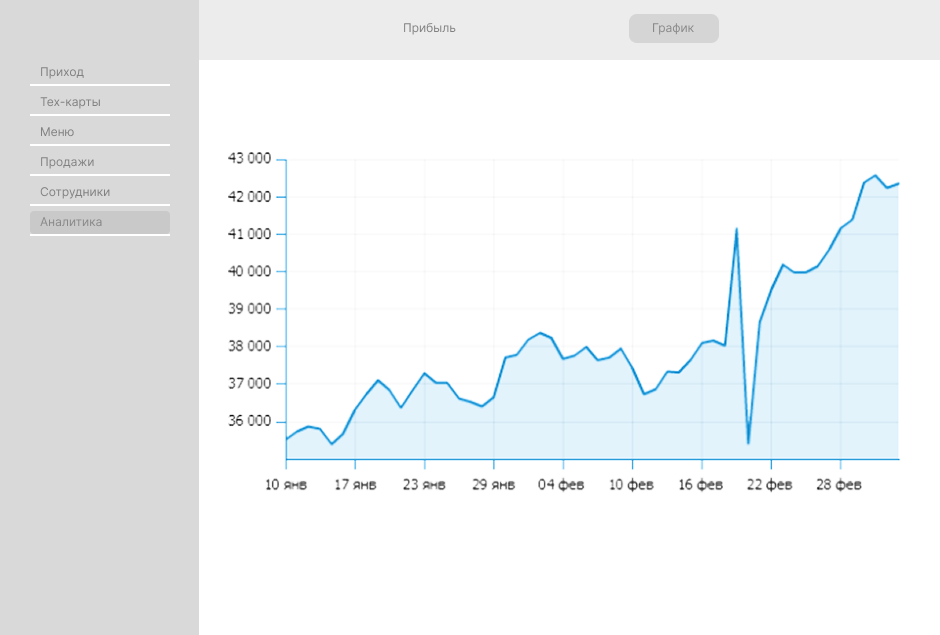 Прибыль
График
Приход
Тех-карты
Меню
Продажи
Сотрудники
Аналитика
43 000
42 000
41 000
40 000
39 000
38 000
37 000
36 000
10 янв 17 янв 23 янв 29 янв 04 фев 10 фев 16 фев 22 фев 28 фев